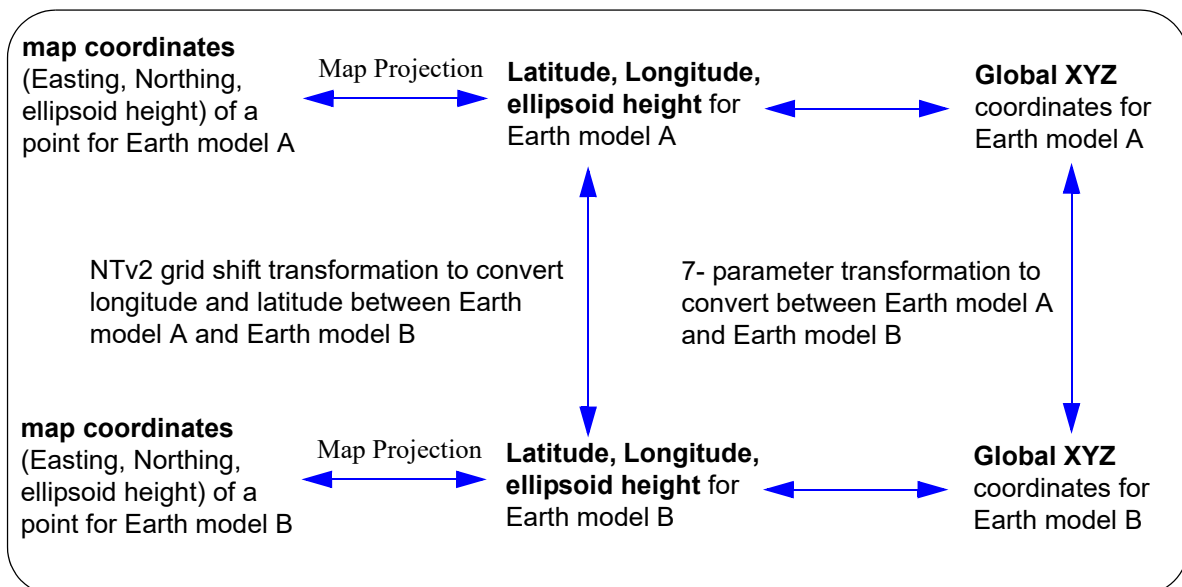 map coordinates
(Easting, Northing,
ellipsoid height) of a
point for Earth model A
Map Projection
Latitude, Longitude,
ellipsoid height for
Earth model A
Global XYZ
coordinates for
Earth model A
NTv2 grid shift transformation to convert
longitude and latitude between Earth
model A and Earth model B
7- parameter transformation to
convert between Earth model A
and Earth model B
map coordinates
(Easting, Northing,
ellipsoid height) of a
point for Earth model B
Map Projection
Latitude, Longitude,
ellipsoid height for
Earth model B
Global XYZ
coordinates for
Earth model B